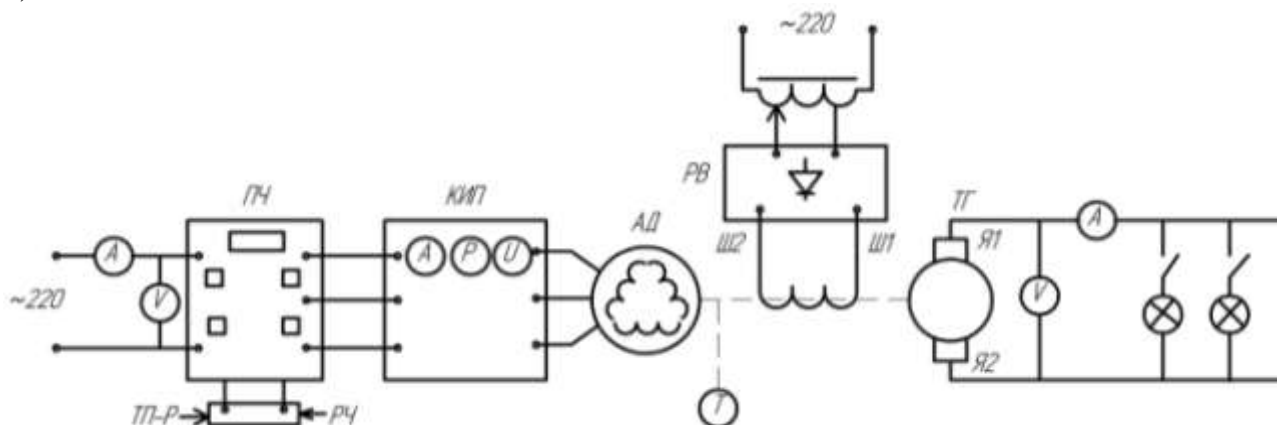 ~220
ПЧ
КИП
АД
РВ
ТГ
А
V
~220
А
Р
U
Ш2
Ш1
Я1
Я2
А
V
Т
ТП-Р
РЧ